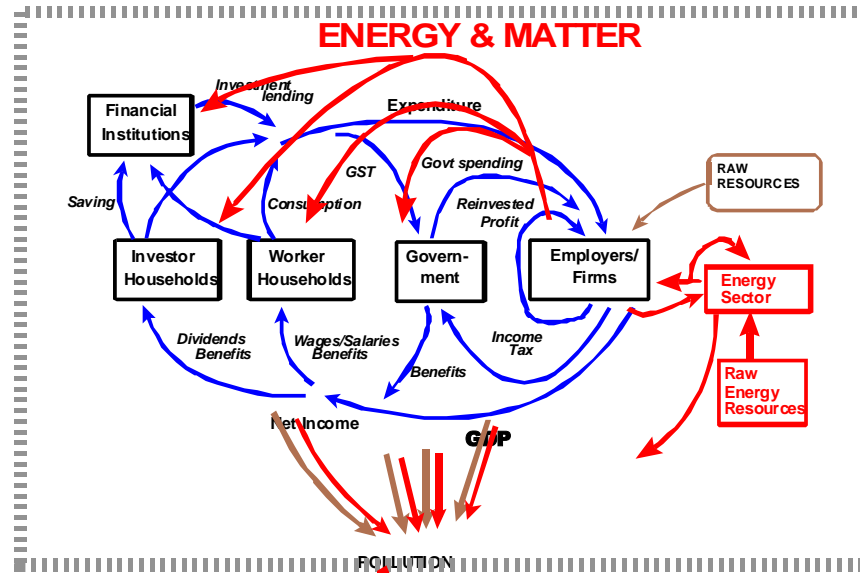 ENERGY & MATTER
Investment
lending
Financial
Institutions
Expenditure
GST
Govt spending
RAW
RESOURCES
Saving
Consumption
Reinvested
Profit
Investor
Households
Worker
Households
Govern-
ment
Employers/
Firms
Energy
Sector
Dividends
Benefits
Wages/Salaries
Benefits
Benefits
Income
Tax
Raw
Energy
Resources
Net Income
GDP
POLLUTION